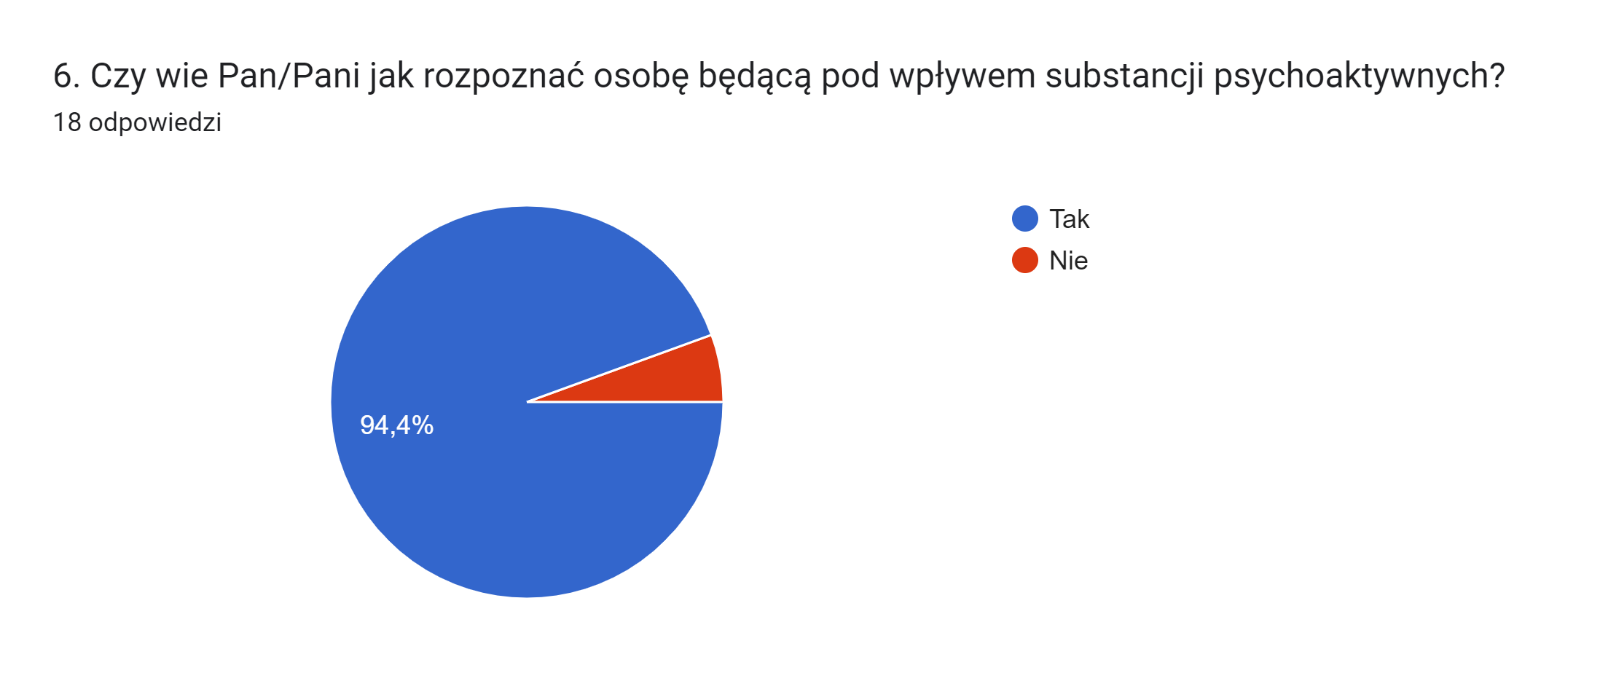 6. Czy wie Pan/Pani jak rozpoznać osobę będącą pod wpływem substancji psychoaktywnych?
18 odpowiedzi
Tak
Nie
94,4%